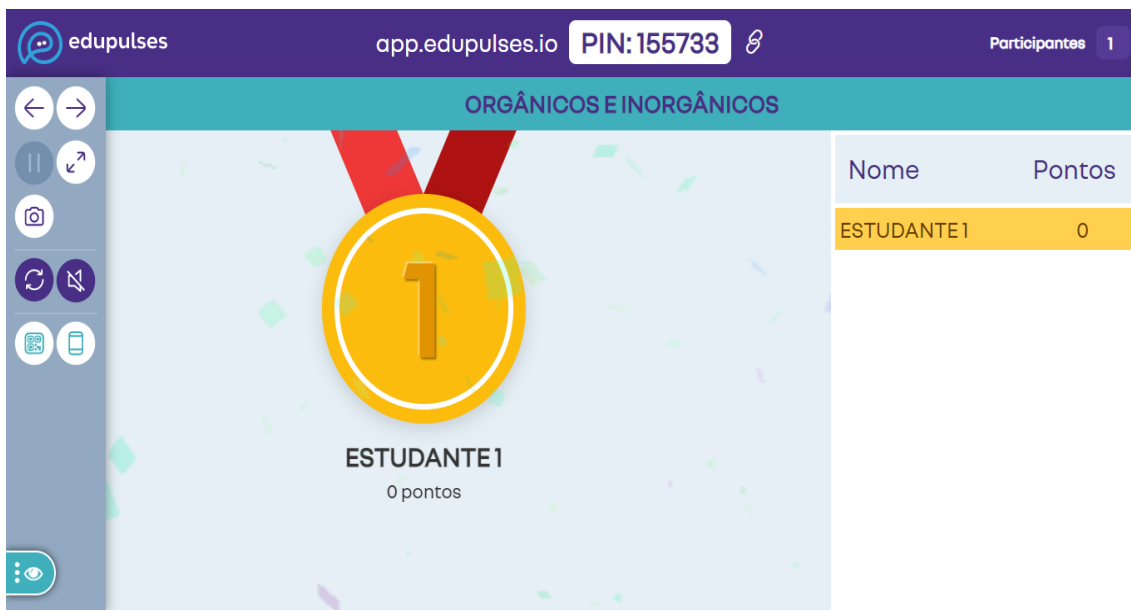 edupulses
app.edupulses.io PIN: 155733
Participantes 1
ORGÂNICOS E INORGÂNICOS
1
ESTUDANTE 1
0 pontos
Nome Pontos
ESTUDANTE 1 0